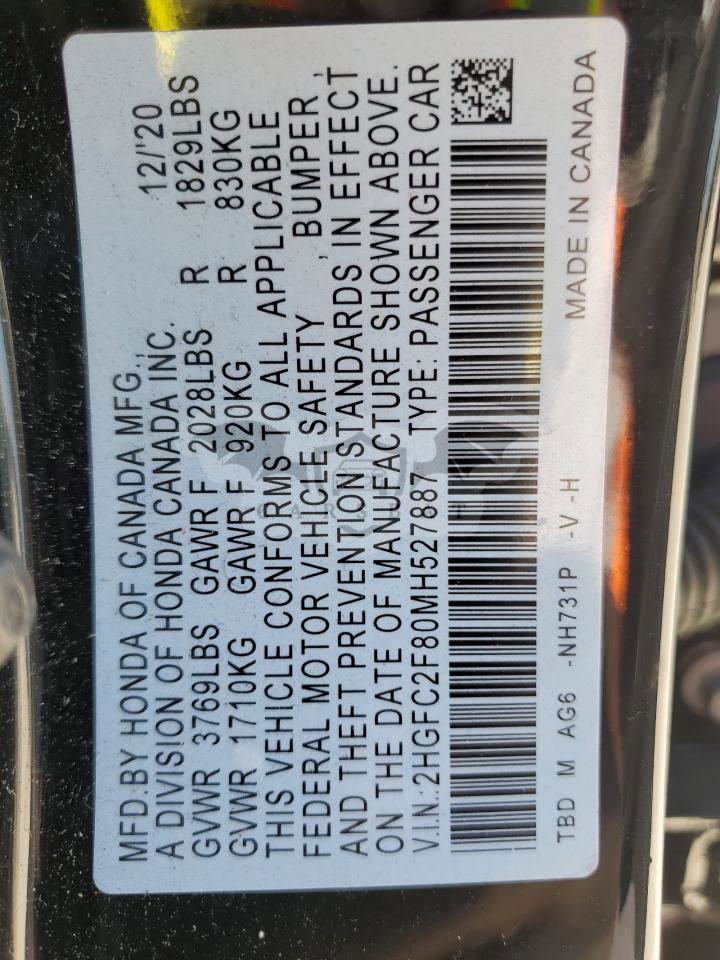 MFD.BY HONDA OF CANADA MFG., 12/'20
A DIVISION OF HONDA CANADA INC.
GVWR 3769LBS GAWR F 2028LBS R 1829LBS
GVWR 1710KG GAWR F 920KG R 830KG
THIS VEHICLE CONFORMS TO ALL APPLICABLE
FEDERAL MOTOR VEHICLE SAFETY , BUMPER ,
AND THEFT PREVENTION STANDARDS IN EFFECT
ON THE DATE OF MANUFACTURE SHOWN ABOVE.
V.I.N.:2HGFC2F80MH527887 TYPE: PASSENGER CAR
TBD M AG6 -NH731P -V -H MADE IN CANADA